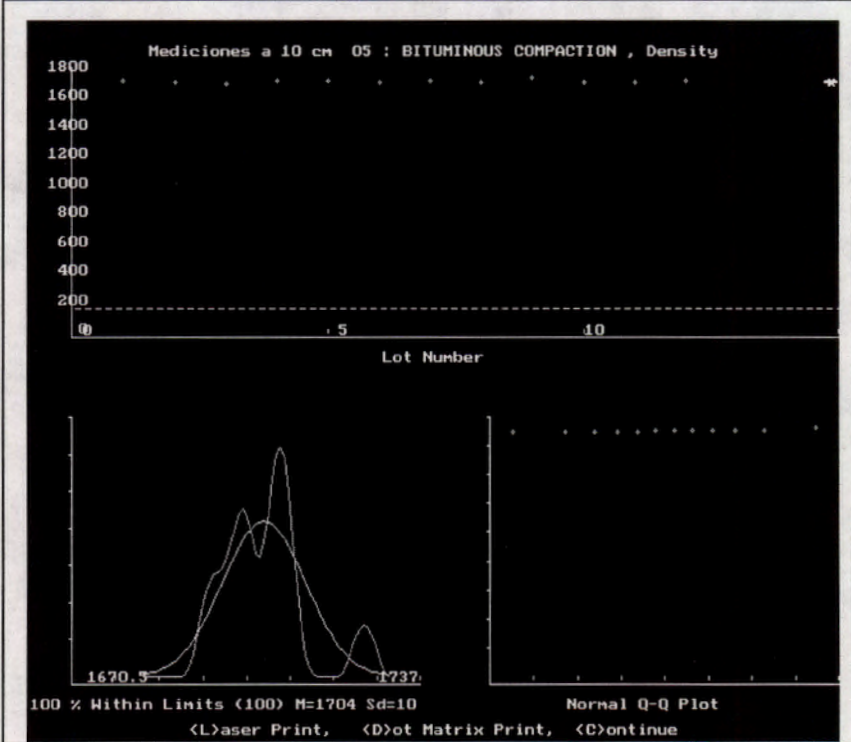 Mediciones a 10 cm 05 : BITUMINOUS COMPACTION , Density
1800
1600
1400
1200
1000
800
600
400
200
0 5 10
Lot Number
1670.5 1737
100 % Within Limits (100) M=1704 Sd=10
Normal Q-Q Plot
<L>aser Print, <D>ot Matrix Print, <C>ontinue